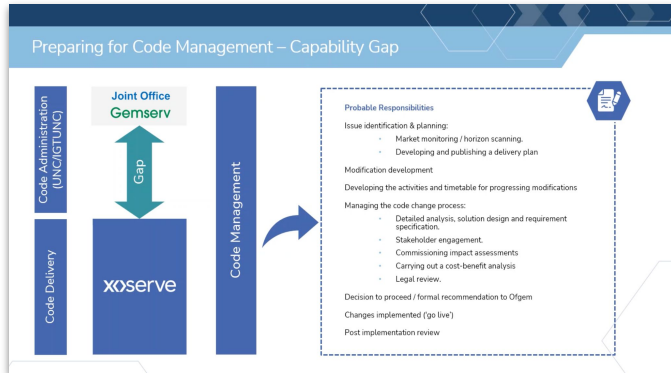 Preparing for Code Management – Capability Gap
Code Administration
(UNC/IGTUNC)
Code Delivery
Joint Office
Gemserv
Gap
xoserve
Code Management
Probable Responsibilities
Issue identification & planning:
• Market monitoring / horizon scanning.
• Developing and publishing a delivery plan
Modification development
Developing the activities and timetable for progressing modifications
Managing the code change process:
• Detailed analysis, solution design and requirement
specification.
• Stakeholder engagement.
• Commissioning impact assessments
• Carrying out a cost-benefit analysis
• Legal review.
Decision to proceed / formal recommendation to Ofgem
Changes implemented ('go live')
Post implementation review